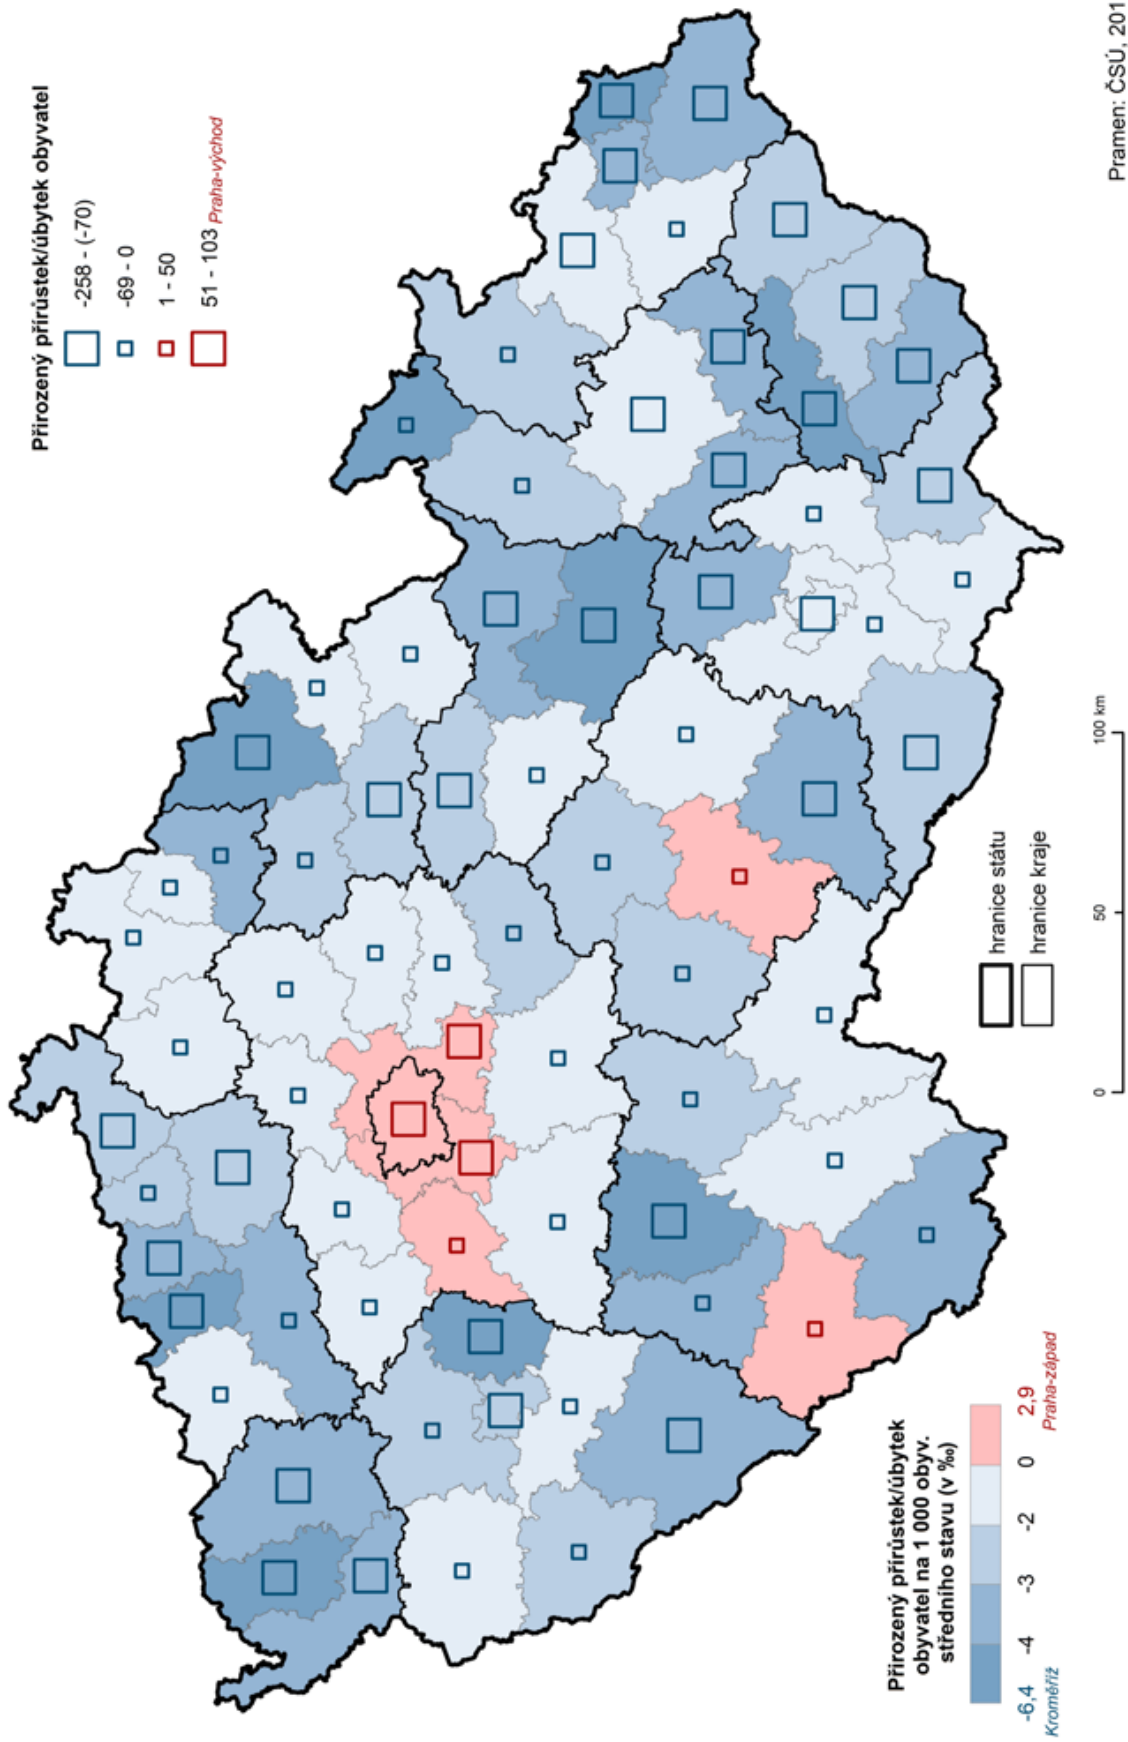 Přirozený přírůstek/úbytek obyvatel
-258 - (-70)
-69 - 0
1 - 50
51 - 103 Praha-východ
Přirozený přírůstek/úbytek
obyvatel na 1 000 obyv.
středního stavu (v ‰)
-6,4 -4 -3 -2 0 2,9
Kroměříž Praha-západ
hranice státu
hranice kraje
0 50 100 km
Pramen: ČSÚ, 201